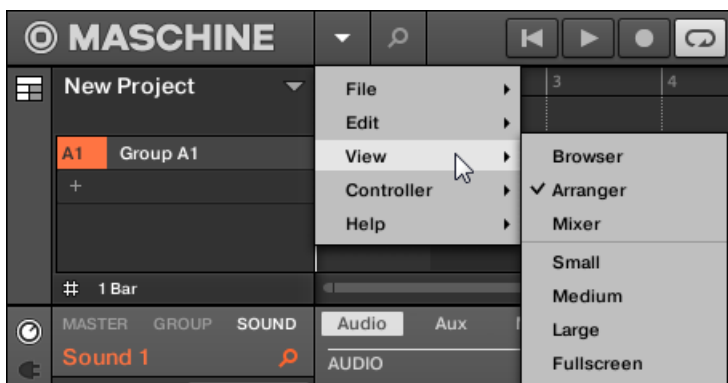 MASCHINE
New Project
3
4
A1 Group A1
+
1 Bar
File
Edit
View
Controller
Help
Browser
Arranger
Mixer
Small
Medium
Large
Fullscreen
MASTER GROUP SOUND
Sound 1
Audio Aux
AUDIO